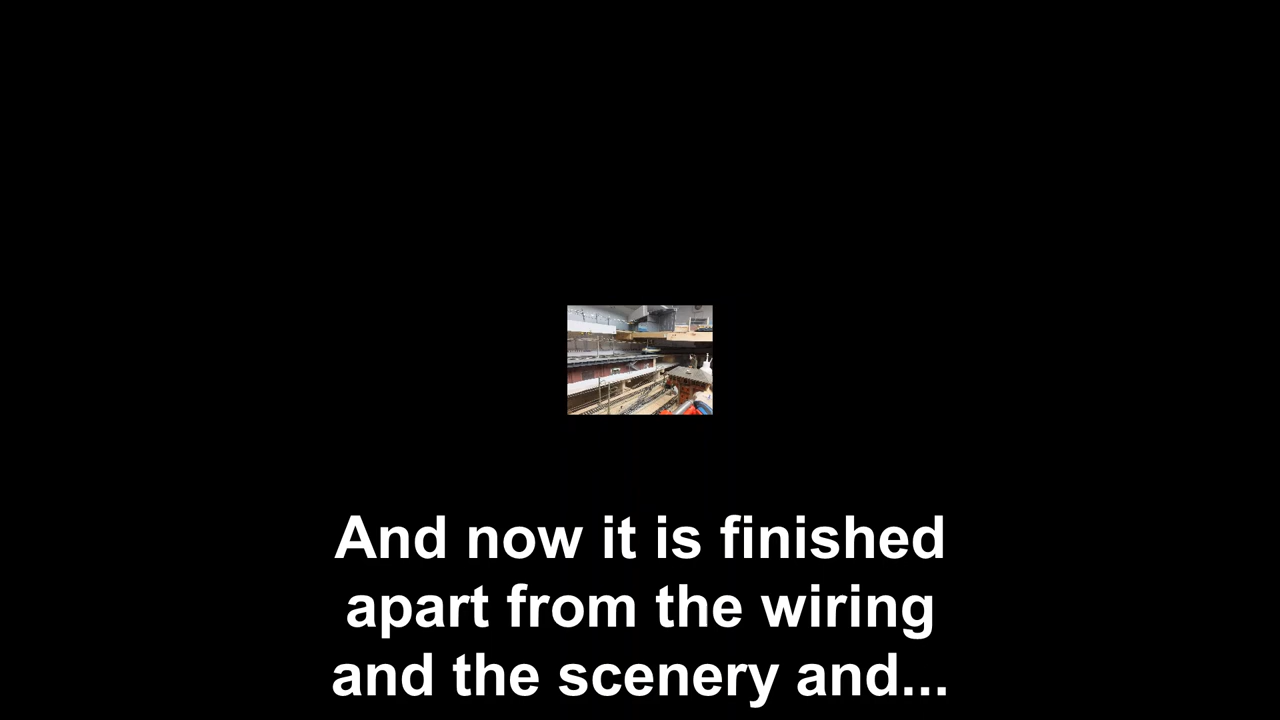 And now it is finished
apart from the wiring
and the scenery and...